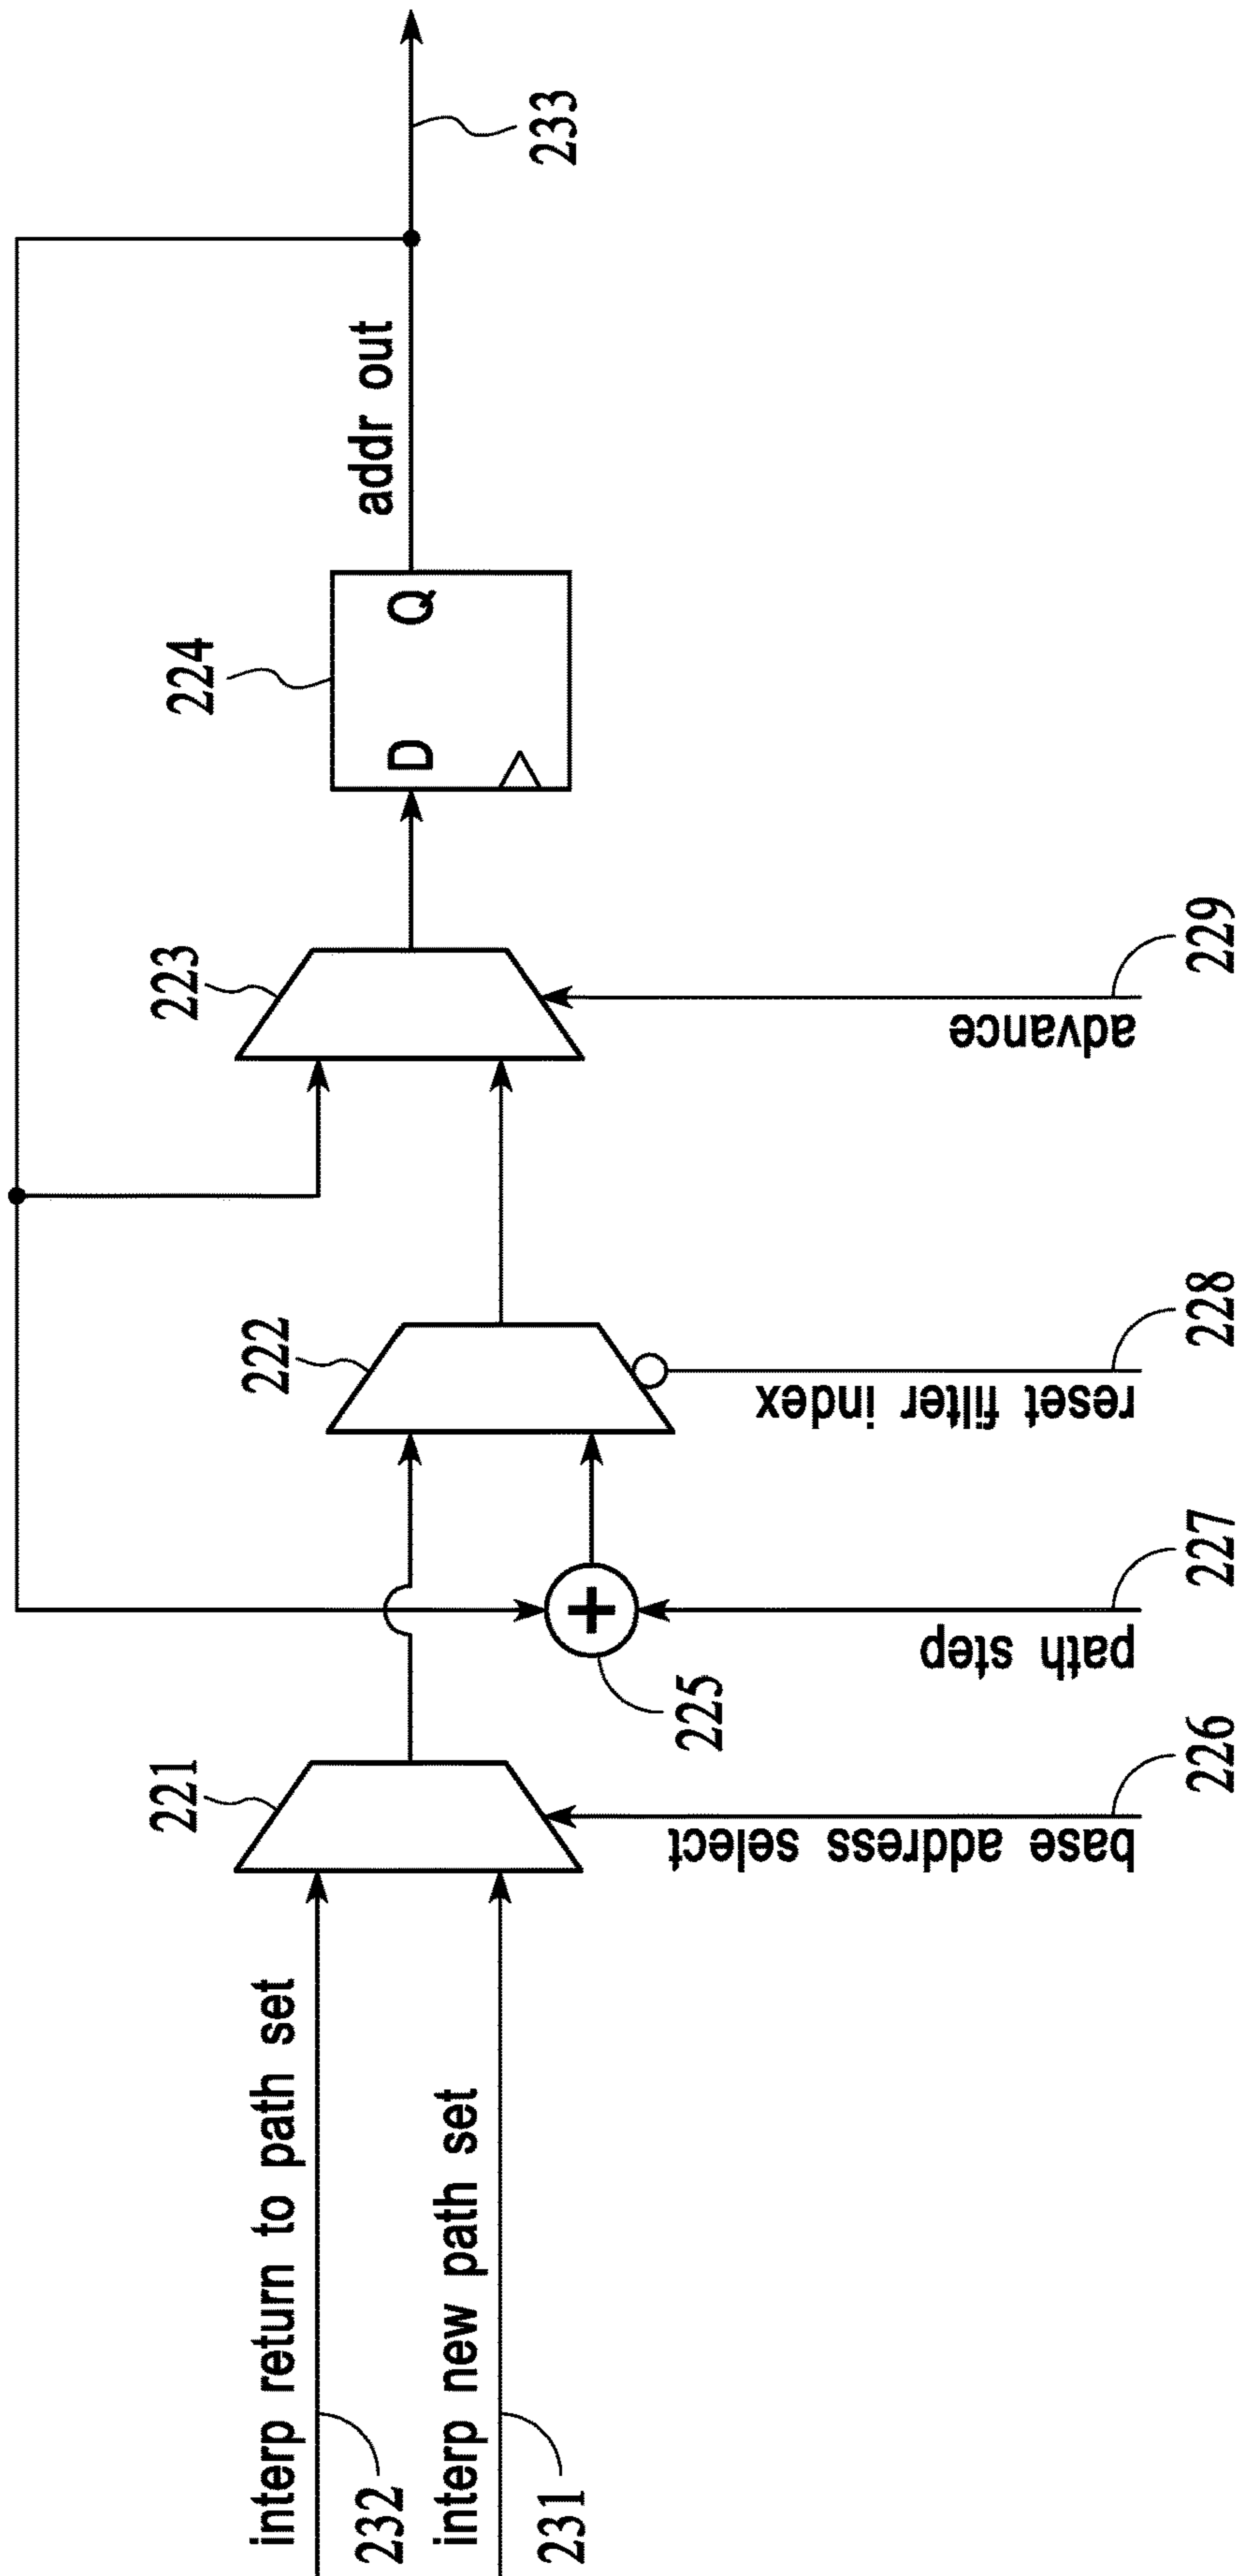 interp return to path set
232
interp new path set
231
221
base address select
226
225
path step
227
222
reset filter index
228
223
advance
229
224
D
Q
addr out
233
+